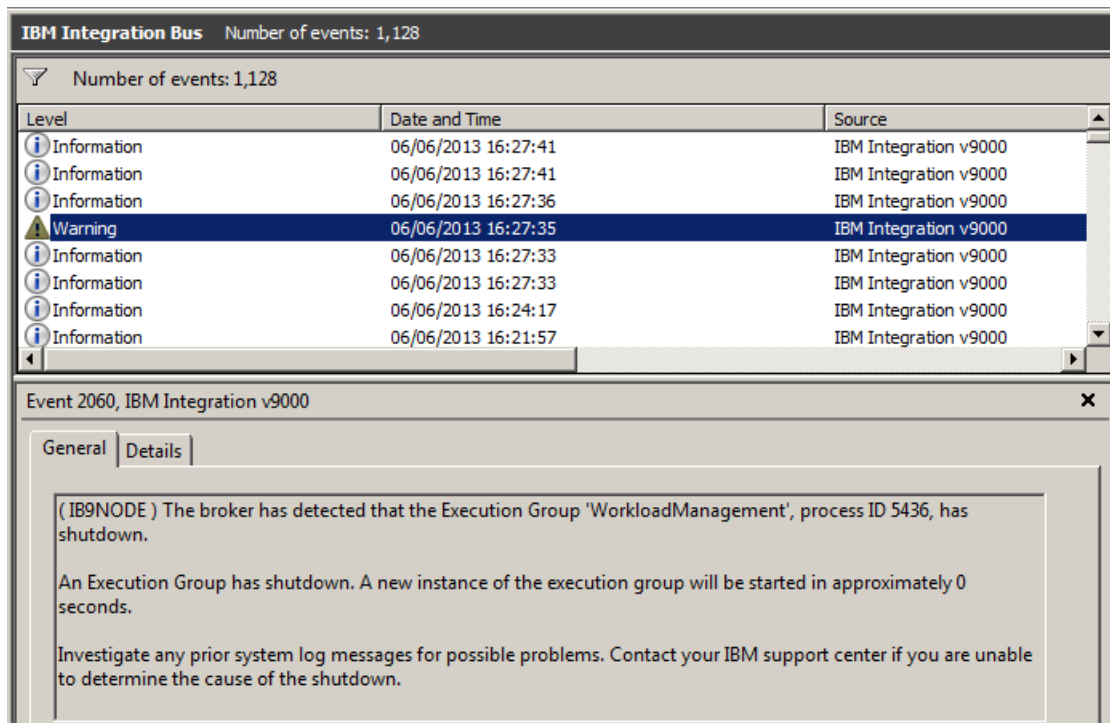 IBM Integration Bus Number of events: 1,128
Number of events: 1,128
Level Date and Time Source
Information 06/06/2013 16:27:41 IBM Integration v9000
Information 06/06/2013 16:27:41 IBM Integration v9000
Information 06/06/2013 16:27:36 IBM Integration v9000
Warning 06/06/2013 16:27:35 IBM Integration v9000
Information 06/06/2013 16:27:33 IBM Integration v9000
Information 06/06/2013 16:27:33 IBM Integration v9000
Information 06/06/2013 16:24:17 IBM Integration v9000
Information 06/06/2013 16:21:57 IBM Integration v9000
Event 2060, IBM Integration v9000
General Details
( IB9NODE ) The broker has detected that the Execution Group 'WorkloadManagement', process ID 5436, has
shutdown.
An Execution Group has shutdown. A new instance of the execution group will be started in approximately 0
seconds.
Investigate any prior system log messages for possible problems. Contact your IBM support center if you are unable
to determine the cause of the shutdown.